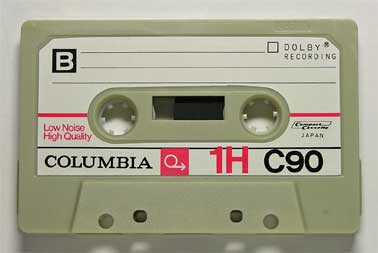 B
DOLBY®
RECORDING
Low Noise
High Quality
Compact
Cassette
JAPAN
COLUMBIA 1H C90